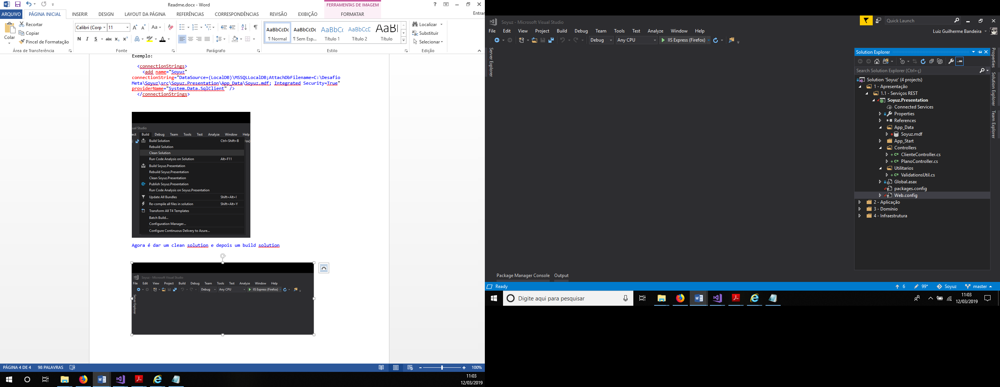 Readme.docx - Word
FERRAMENTAS DE IMAGEM
ARQUIVO
PÁGINA INICIAL
INSERIR
DESIGN
LAYOUT DA PÁGINA
REFERÊNCIAS
CORRESPONDÊNCIAS
REVISÃO
EXIBIÇÃO
FORMATAR
Entrar
Colar
Recortar
Copiar
Pincel de Formatação
Área de Transferência
Calibri (Corp
11
Fonte
Parágrafo
AaBbCcDc
¶ Normal
AaBbCcDc
¶ Sem Esp...
AaBbCc
Título 1
AaBbCcD
Título 2
AaBl
Título
Estilo
Localizar
Substituir
Selecionar
Edição
Exemplo:
<connectionStrings>
<add name="Soyuz"
connectionString="DataSource=(LocalDB)\MSSQLLocalDB;AttachDbFilename=C:\Desafio
Meta\Soyuz\src\Soyuz.Presentation\App_Data\Soyuz.mdf; Integrated Security=True"
providerName="System.Data.SqlClient" />
</connectionStrings>
ual Studio
ect Build Debug Team Tools Test Analyze Window Help
Build Solution Ctrl+Shift+B
fox)
Rebuild Solution
Clean Solution
Run Code Analysis on Solution Alt+F11
Build Soyuz.Presentation
Rebuild Soyuz.Presentation
Clean Soyuz.Presentation
Publish Soyuz.Presentation
Run Code Analysis on Soyuz.Presentation
Update All Bundles Shift+Alt+I
Re-compile all files in solution Shift+Alt+Y
Transform All T4 Templates
Batch Build...
Configuration Manager...
Configure Continuous Delivery to Azure...
Agora é dar um clean solution e depois um build solution
Soyuz - Microsoft Visual Studio
File Edit View Project Build Debug Team Tools Test Analyze Window Help
Debug Any CPU IIS Express (Firefox)
Server Explorer
PÁGINA 4 DE 4 98 PALAVRAS
100%
11:03
12/03/2019
Soyuz - Microsoft Visual Studio
Quick Launch
File Edit View Project Build Debug Team Tools Test Analyze Window Help
Luiz Guilherme Bandeira
Debug Any CPU IIS Express (Firefox)
Server Explorer
Solution Explorer
Search Solution Explorer (Ctrl+ç)
Solution 'Soyuz' (4 projects)
1 - Apresentação
1.1 - Serviços REST
Soyuz.Presentation
Connected Services
Properties
References
App_Data
Soyuz.mdf
App_Start
Controllers
ClienteController.cs
PlanoController.cs
Utilitarios
ValidationsUtil.cs
Global.asax
packages.config
Web.config
2 - Aplicação
3 - Domínio
4 - Infraestrutura
Properties
Solution Explorer
Team Explorer
Package Manager Console Output
Ready
6 99* Soyuz master
Digite aqui para pesquisar
11:03
12/03/2019